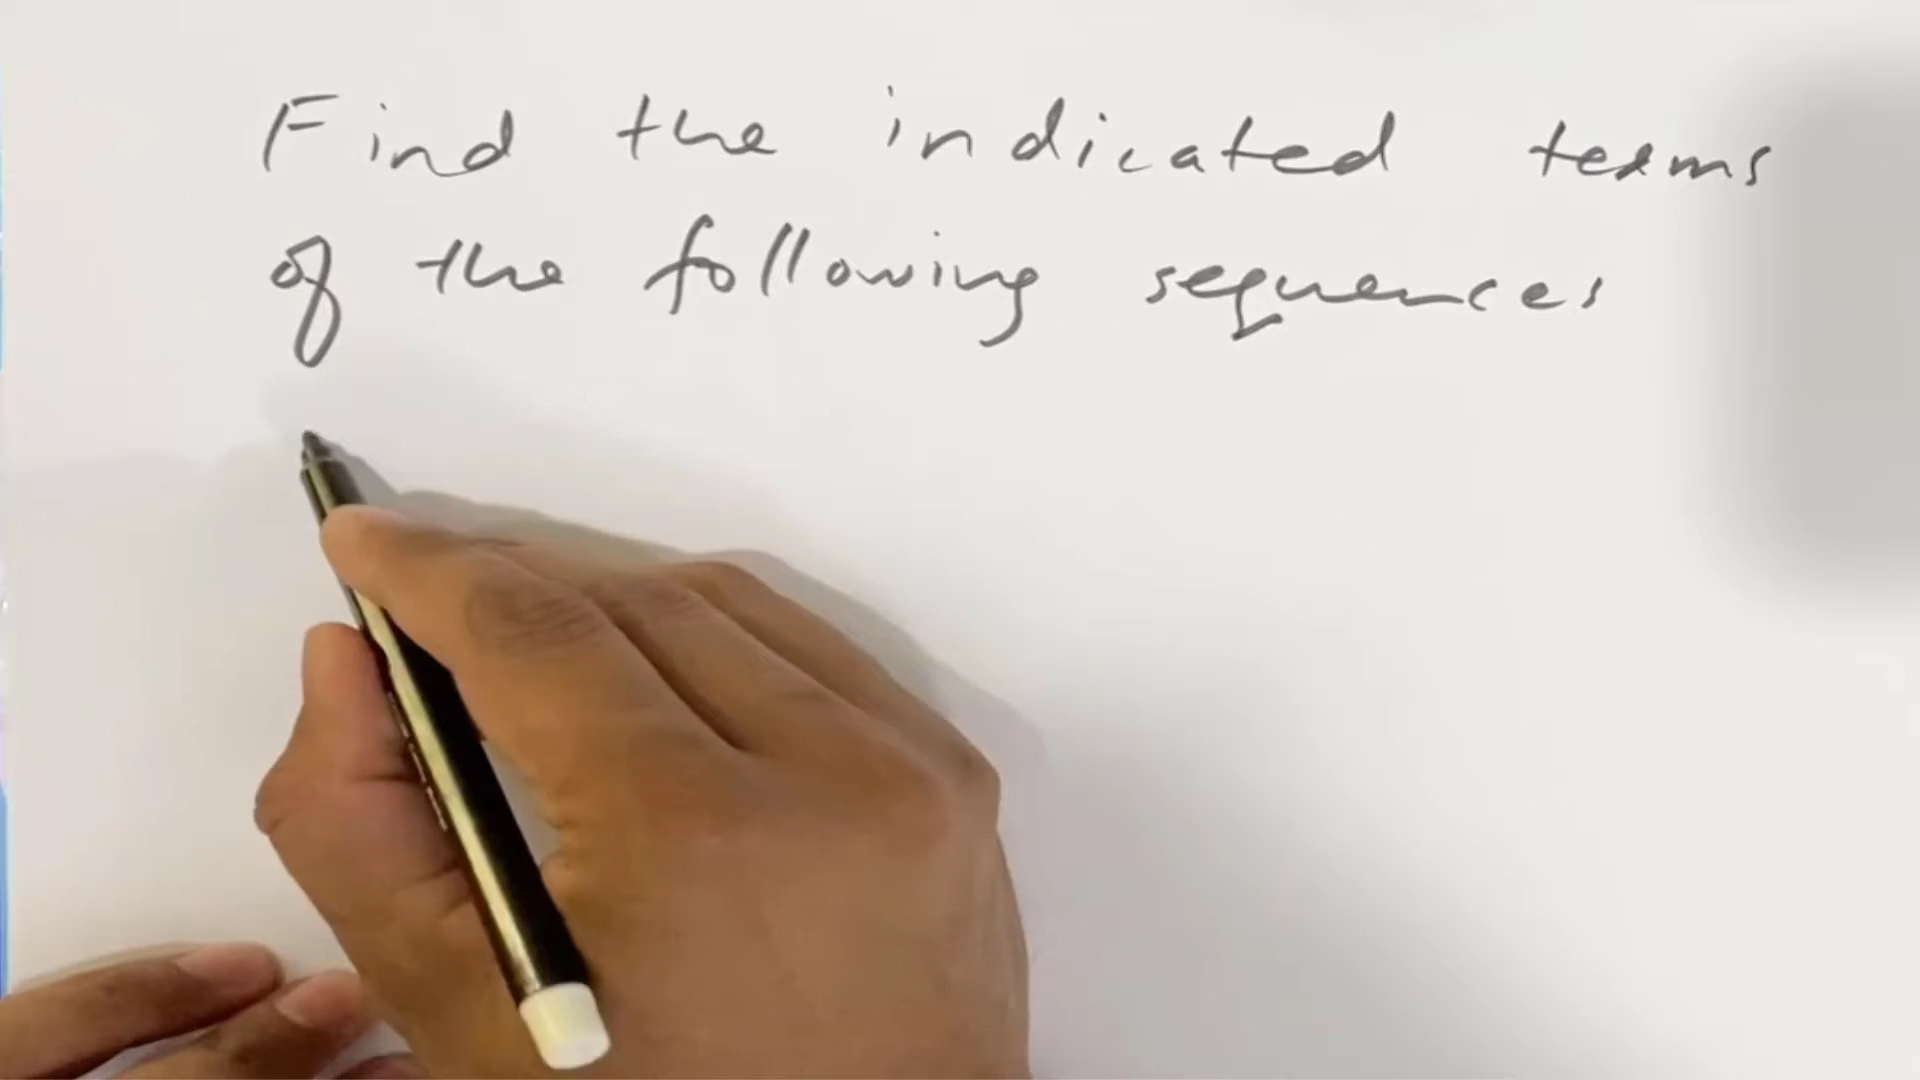 Find the indicated terms
of the following sequences